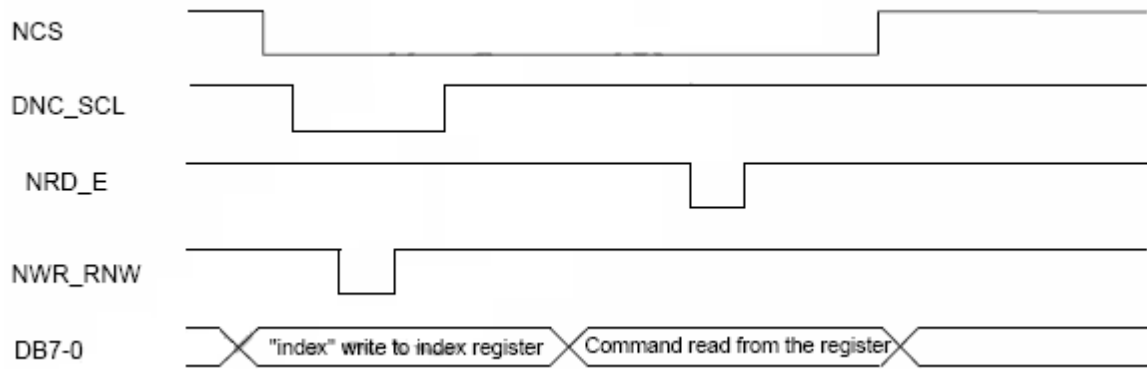 NCS
DNC_SCL
NRD_E
NWR_RNW
DB7-0 "index" write to index register Command read from the register